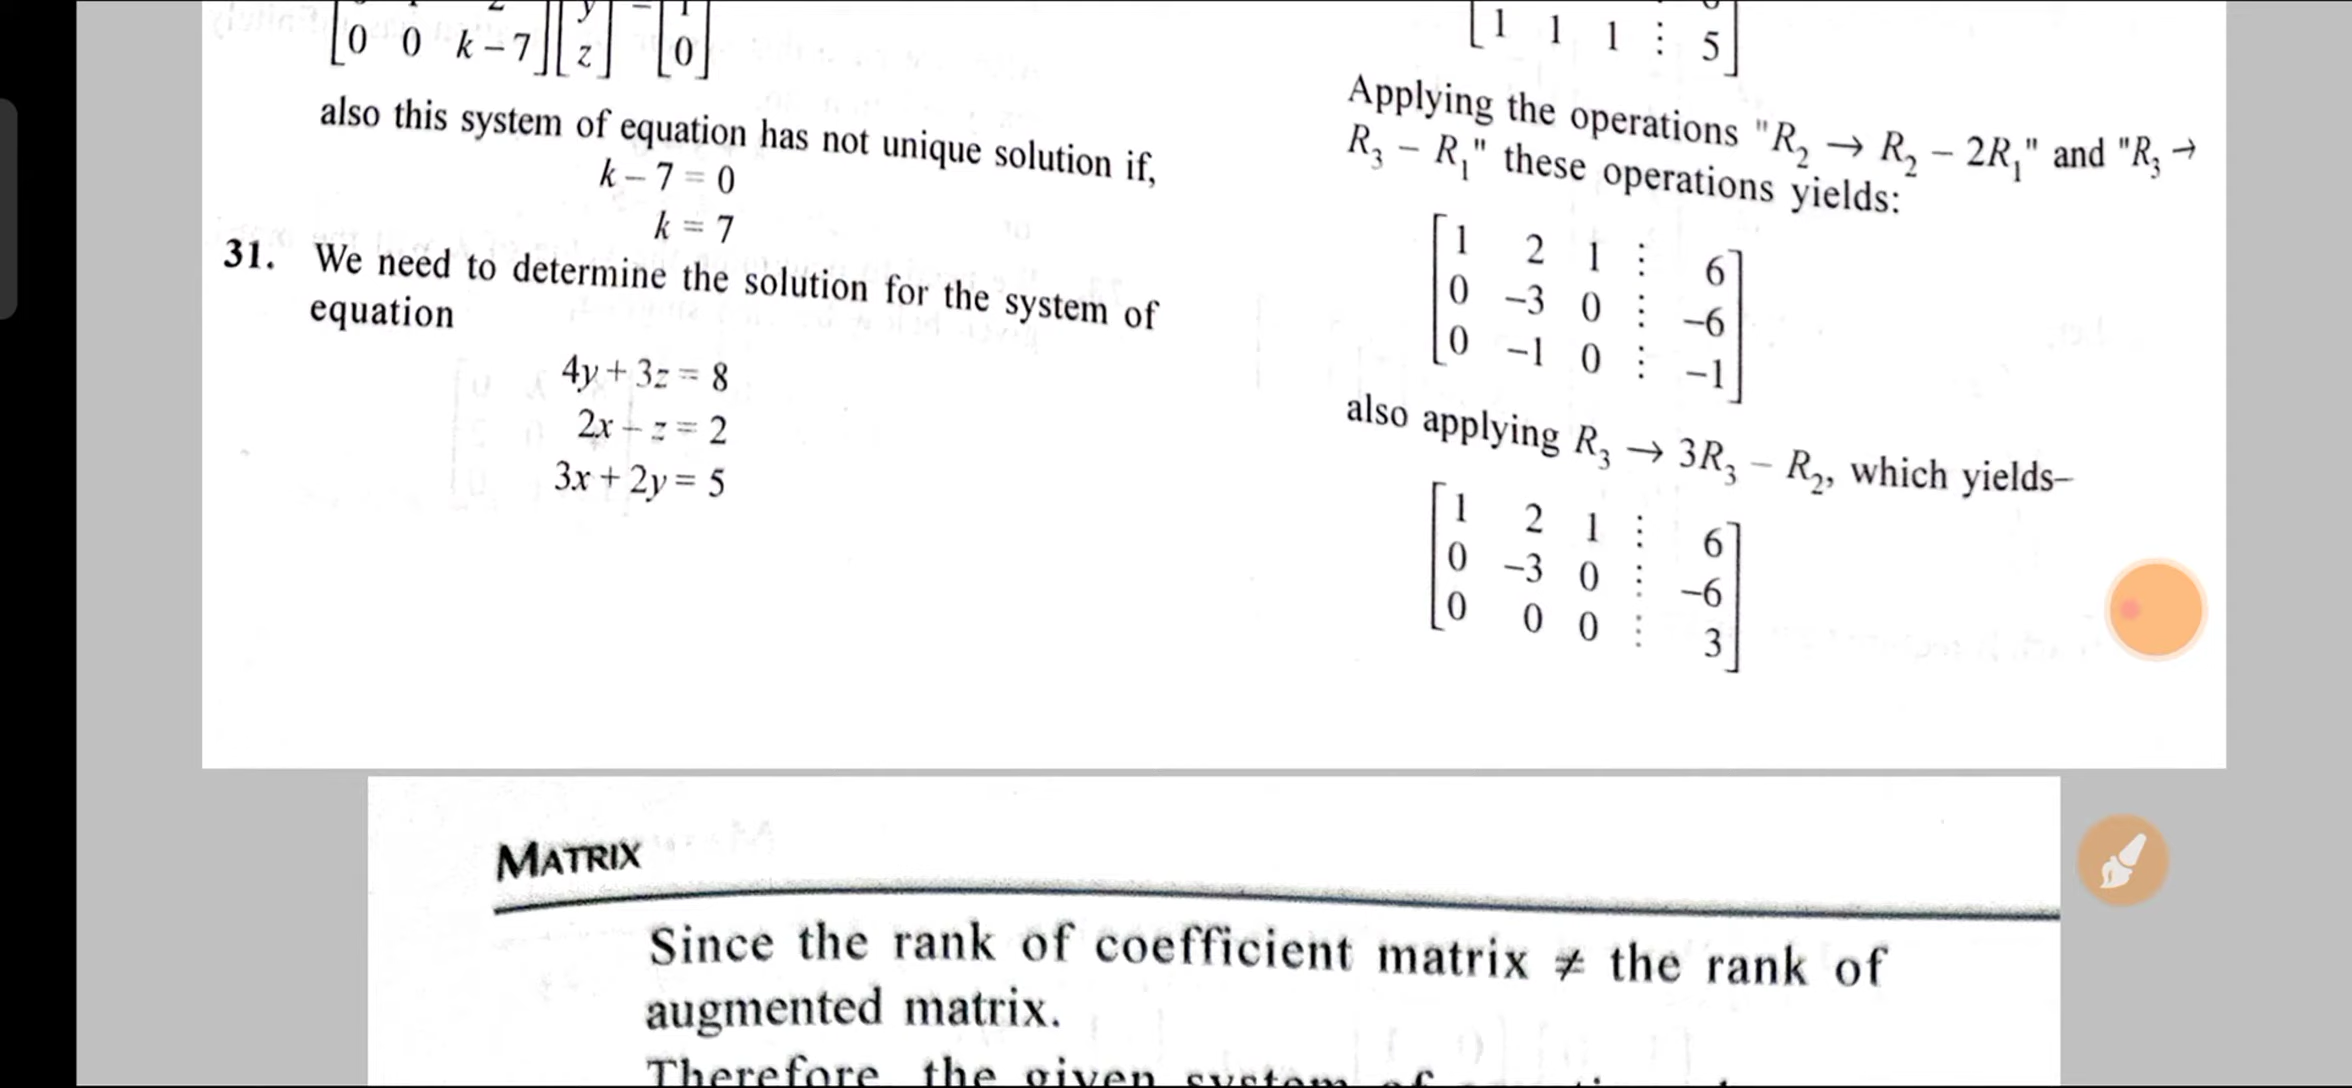 [0 0 k – 7] [z] [0]
also this system of equation has not unique solution if,
k – 7 = 0
k = 7
31. We need to determine the solution for the system of
equation
4y + 3z = 8
2x – z = 2
3x + 2y = 5
[1 1 1 ⋮ 5]
Applying the operations "R₂ → R₂ – 2R₁" and "R₃ →
R₃ – R₁" these operations yields:
[1 2 1 ⋮ 6]
[0 –3 0 ⋮ –6]
[0 –1 0 ⋮ –1]
also applying R₃ → 3R₃ – R₂, which yields–
[1 2 1 ⋮ 6]
[0 –3 0 ⋮ –6]
[0 0 0 ⋮ 3]
MATRIX
Since the rank of coefficient matrix ≠ the rank of
augmented matrix.
Therefore the given system of